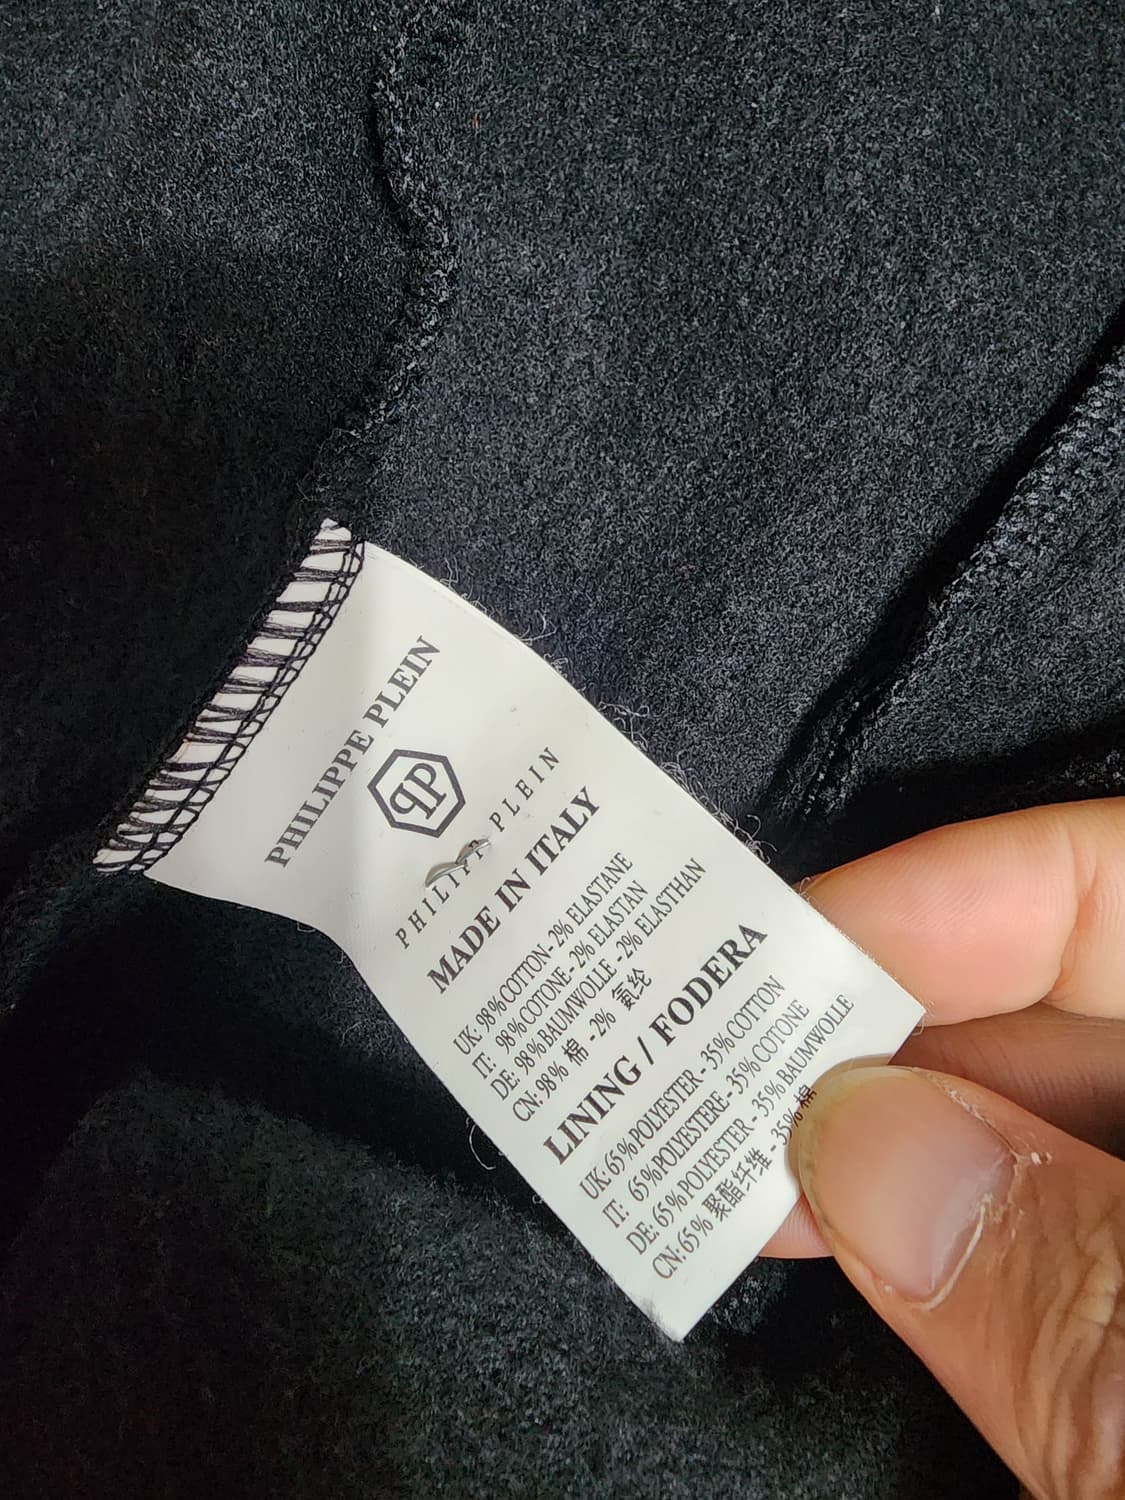 PHILIPPE PLEIN
PP
PHILIPP PLEIN
MADE IN ITALY
UK: 98% COTTON - 2% ELASTANE
IT: 98% COTONE - 2% ELASTAN
DE: 98% BAUMWOLLE - 2% ELASTHAN
CN: 98% 棉 - 2% 氨纶
LINING / FODERA
UK: 65% POLYESTER - 35% COTTON
IT: 65% POLYESTERE - 35% COTONE
DE: 65% POLYESTER - 35% BAUMWOLLE
CN: 65% 聚酯纤维 - 35% 棉